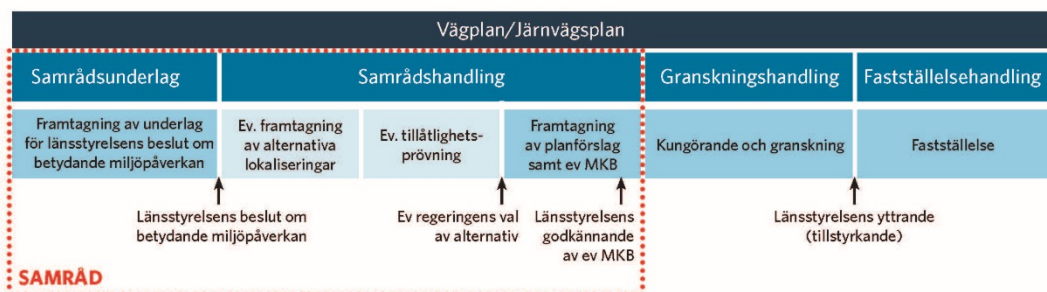 Vägplan/Järnvägsplan
Samrådsunderlag
Samrådshandling
Granskningshandling
Fastställelsehandling
Framtagning av underlag
för länsstyrelsens beslut om
betydande miljöpåverkan
Ev. framtagning
av alternativa
lokaliseringar
Ev. tillåtlighets-
prövning
Framtagning
av planförslag
samt ev MKB
Kungörande och granskning
Fastställelse
Länsstyrelsens beslut om
betydande miljöpåverkan
Ev regeringens val
av alternativ
Länsstyrelsens
godkännande
av ev MKB
Länsstyrelsens yttrande
(tillstyrkande)
SAMRÅD